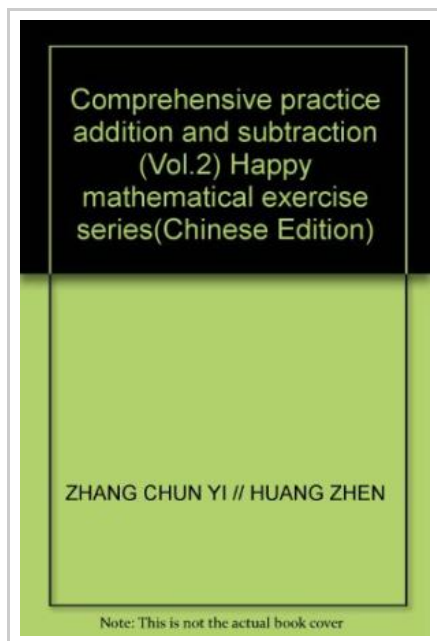 Comprehensive practice
addition and subtraction
(Vol.2) Happy
mathematical exercise
series(Chinese Edition)
ZHANG CHUN YI // HUANG ZHEN
Note: This is not the actual book cover